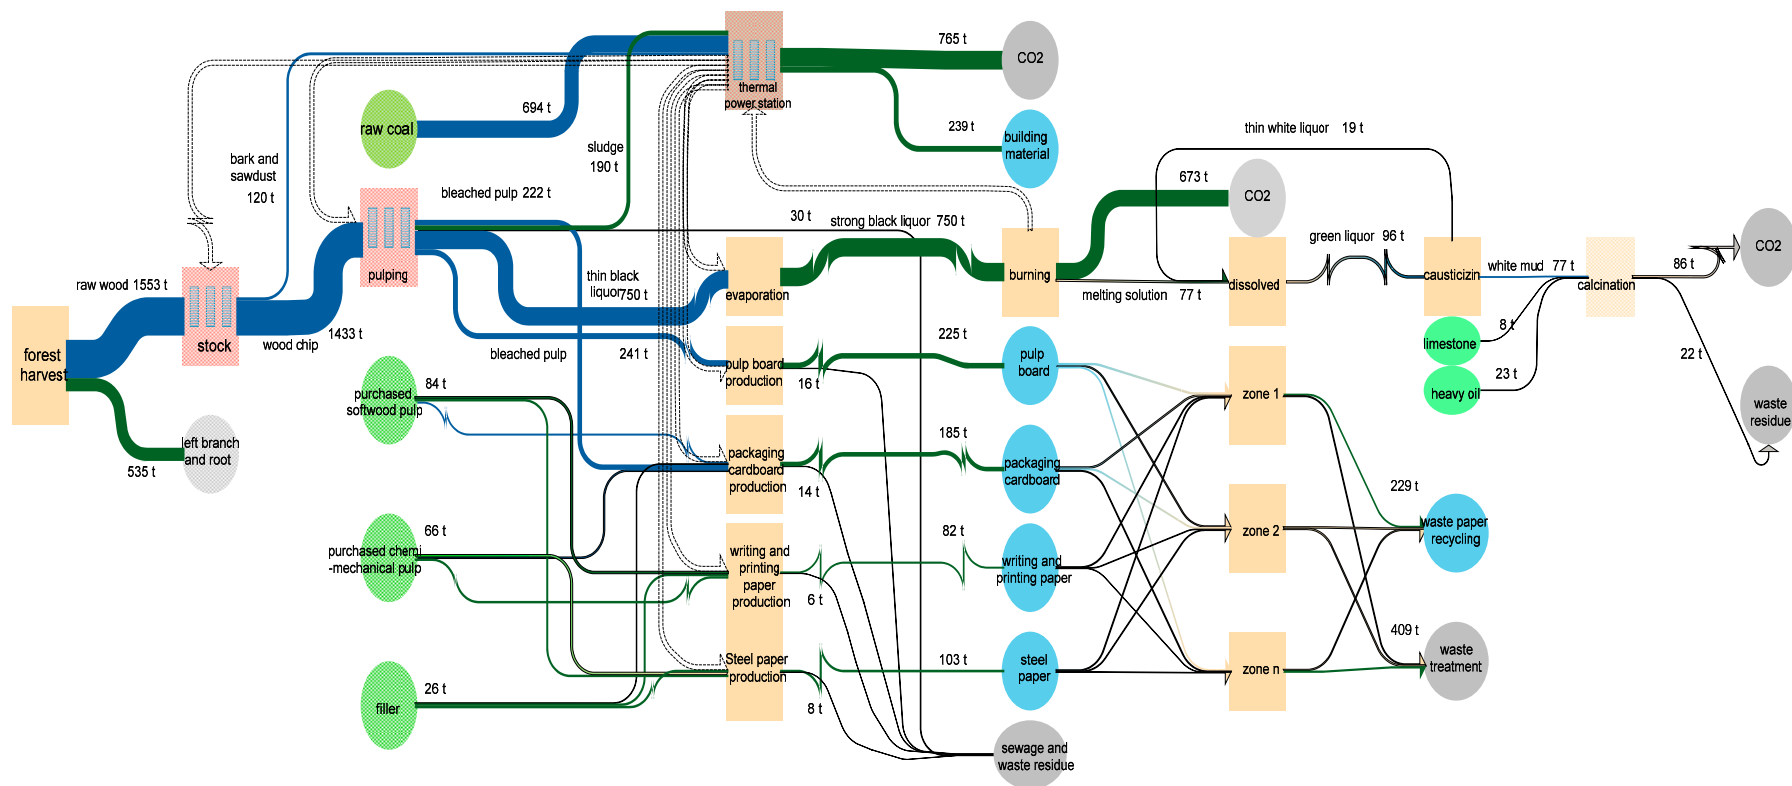 765 t
CO2
thermal
power station
694 t
raw coal
239 t
building
material
thin white liquor 19 t
sludge
190 t
bark and
sawdust
120 t
bleached pulp 222 t
673 t
CO2
30 t
strong black liquor 750 t
green liquor 96 t
CO2
pulping
thin black
liquor750 t
evaporation
burning
melting solution 77 t
dissolved
causticizin
white mud 77 t
calcination
86 t
raw wood 1553 t
stock
wood chip
1433 t
forest
harvest
bleached pulp
241 t
225 t
limestone
8 t
22 t
heavy oil
23 t
pulp board
production
16 t
pulp
board
zone 1
waste
residue
purchased
softwood pulp
84 t
left branch
and root
535 t
packaging
cardboard
production
14 t
185 t
packaging
cardboard
229 t
waste paper
recycling
zone 2
purchased chemi
-mechanical pulp
66 t
writing and
printing
paper
production
6 t
82 t
writing and
printing paper
409 t
waste
treatment
filler
26 t
Steel paper
production
8 t
103 t
steel
paper
zone n
sewage and
waste residue